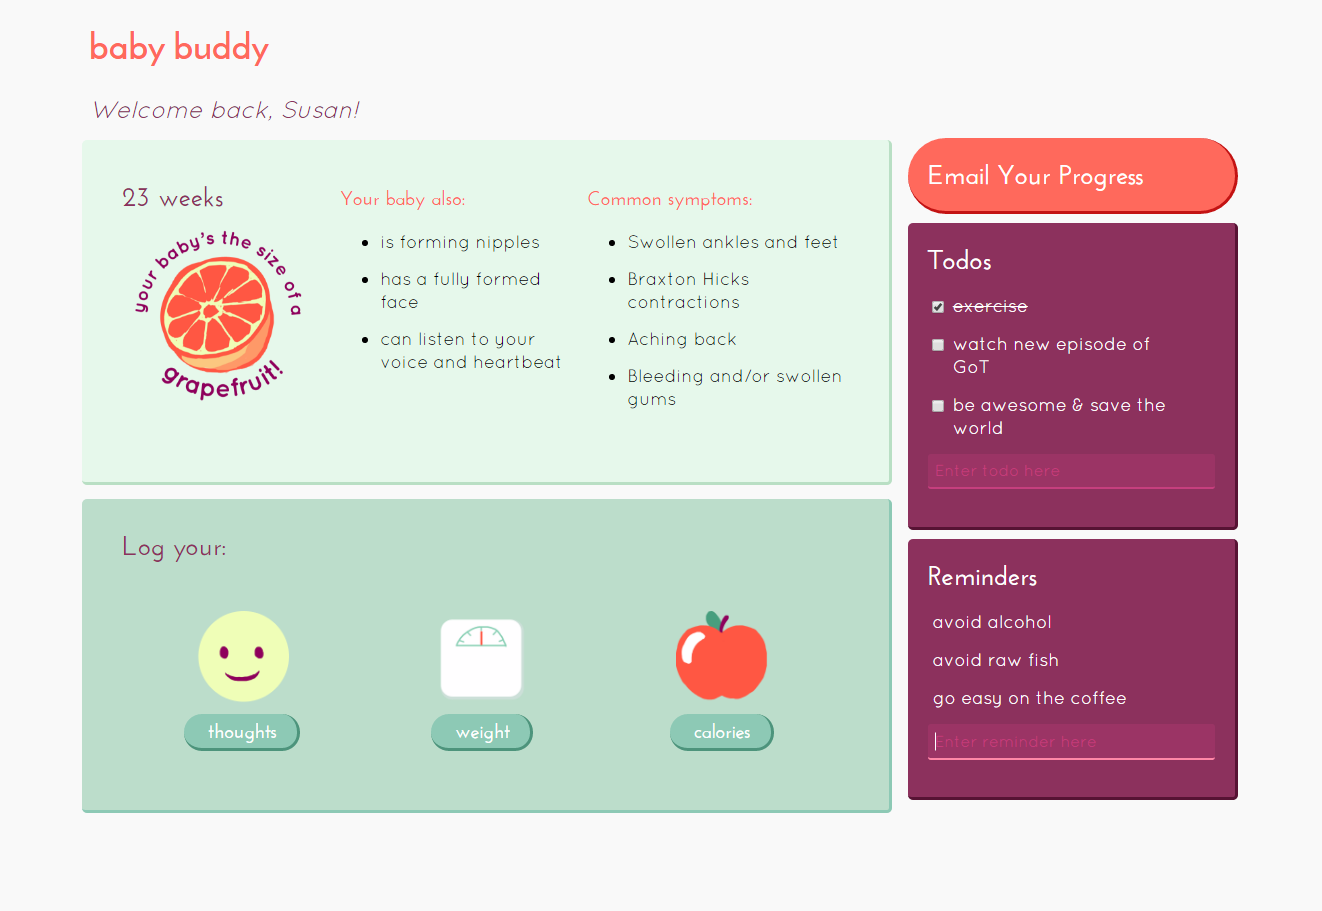 baby buddy
Welcome back, Susan!
23 weeks
your baby's the size of a
grapefruit!
Your baby also:
is forming nipples
has a fully formed
face
can listen to your
voice and heartbeat
Common symptoms:
Swollen ankles and feet
Braxton Hicks
contractions
Aching back
Bleeding and/or swollen
gums
Log your:
thoughts
weight
calories
Email Your Progress
Todos
exercise
watch new episode of
GoT
be awesome & save the
world
Enter todo here
Reminders
avoid alcohol
avoid raw fish
go easy on the coffee
Enter reminder here